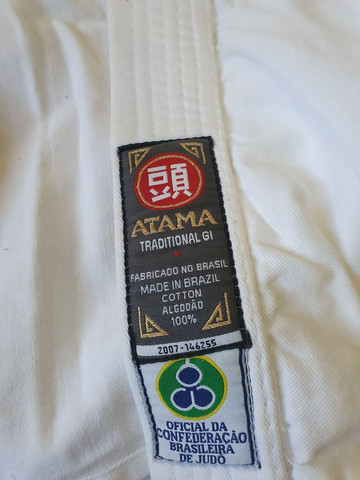 頭
ATAMA
TRADITIONAL GI
FABRICADO NO BRASIL
MADE IN BRAZIL
COTTON
ALGODÃO
100%
2007-146255
OFICIAL DA
CONFEDERAÇÃO
BRASILEIRA
DE JUDÔ